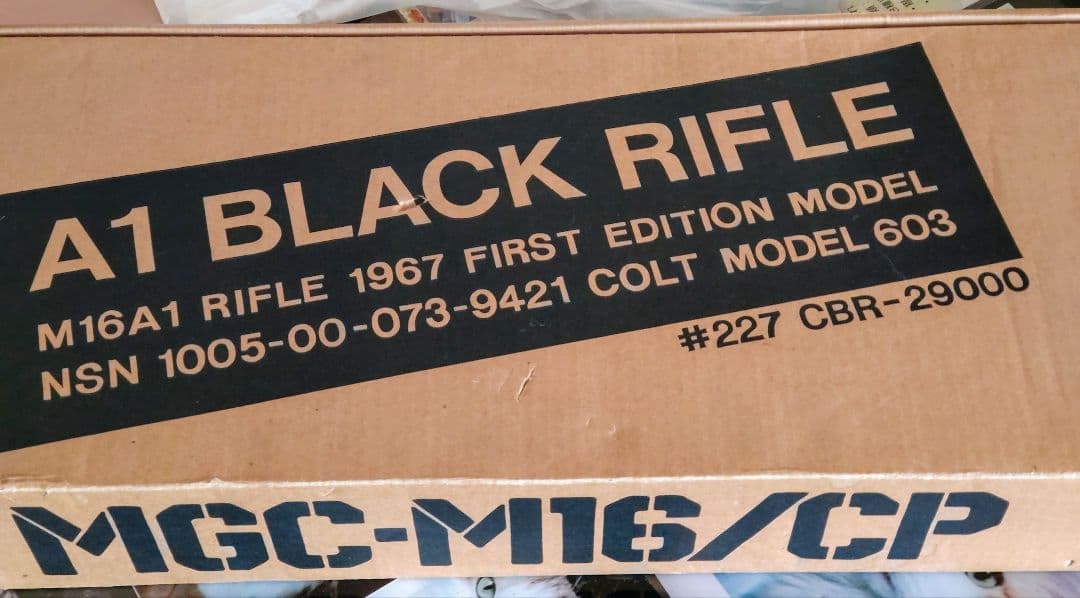 A1 BLACK RIFLE
M16A1 RIFLE 1967 FIRST EDITION MODEL
NSN 1005-00-073-9421 COLT MODEL 603
#227 CBR-29000
MGC-M16/CP